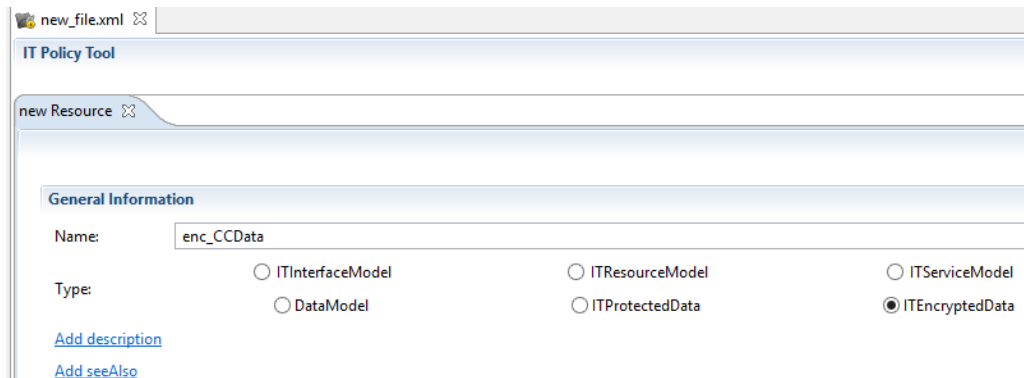 new_file.xml
IT Policy Tool
new Resource
General Information
Name: enc_CCData
ITInterfaceModel ITResourceModel ITServiceModel
Type:
DataModel ITProtectedData ITEncryptedData
Add description
Add seeAlso